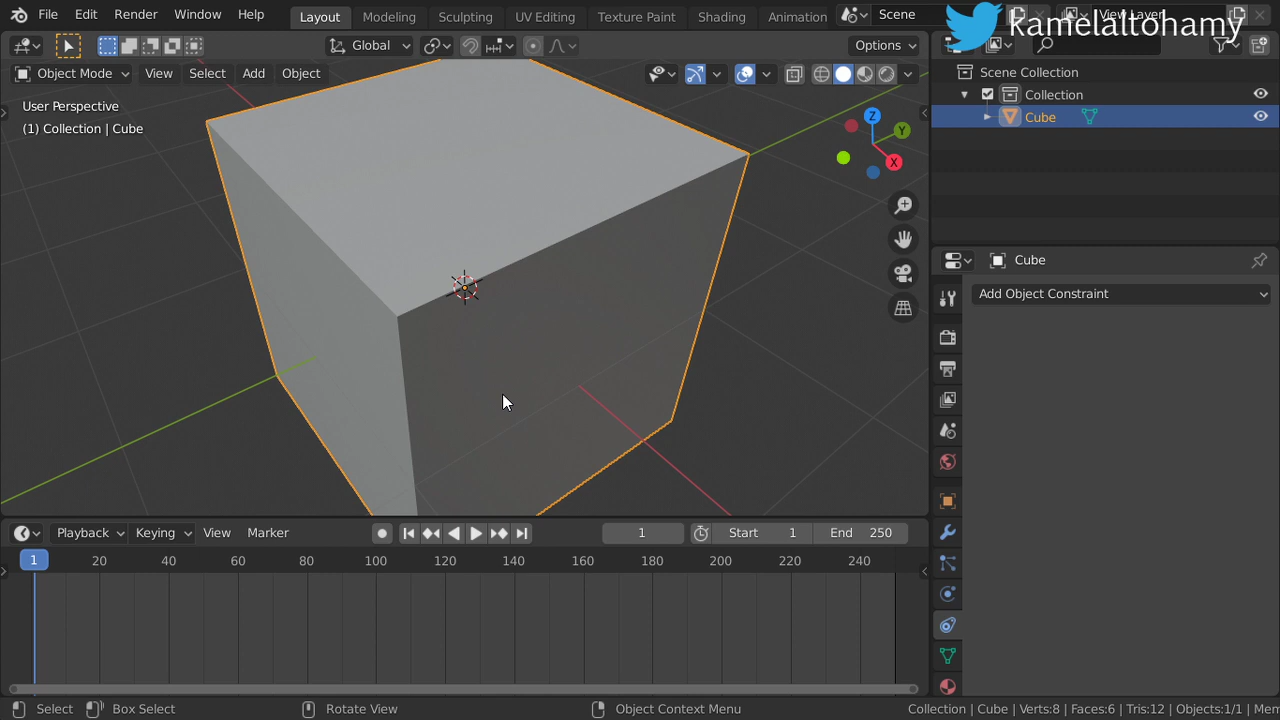 File Edit Render Window Help Layout Modeling Sculpting UV Editing Texture Paint Shading Animation Scene View Layer
kamelaltohamy
Global Options
Object Mode View Select Add Object
User Perspective
(1) Collection | Cube
Z
Y
X
Scene Collection
Collection
Cube
Cube
Add Object Constraint
Playback Keying View Marker 1 Start 1 End 250
1 20 40 60 80 100 120 140 160 180 200 220 240
Select Box Select Rotate View Object Context Menu Collection | Cube | Verts:8 | Faces:6 | Tris:12 | Objects:1/1 | Mem